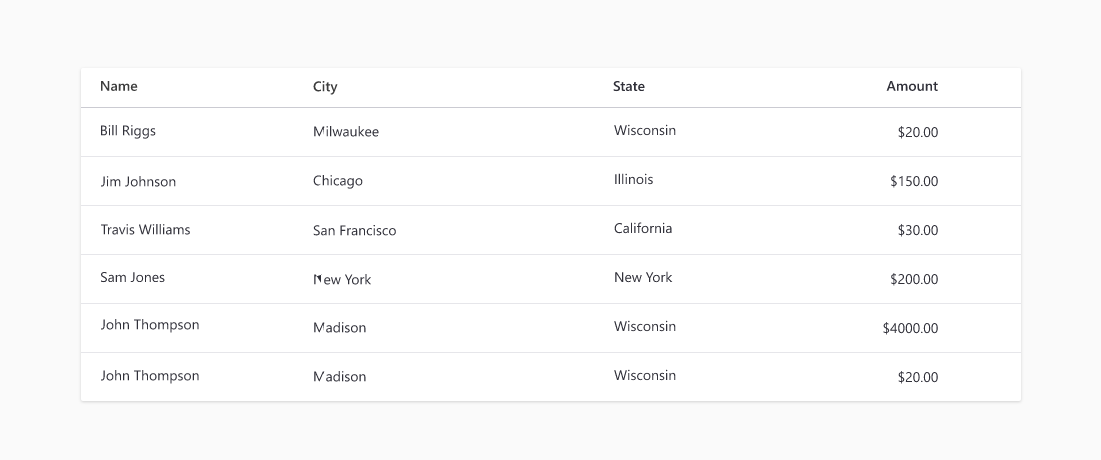 Name City State Amount
Bill Riggs Milwaukee Wisconsin $20.00
Jim Johnson Chicago Illinois $150.00
Travis Williams San Francisco California $30.00
Sam Jones New York New York $200.00
John Thompson Madison Wisconsin $4000.00
John Thompson Madison Wisconsin $20.00